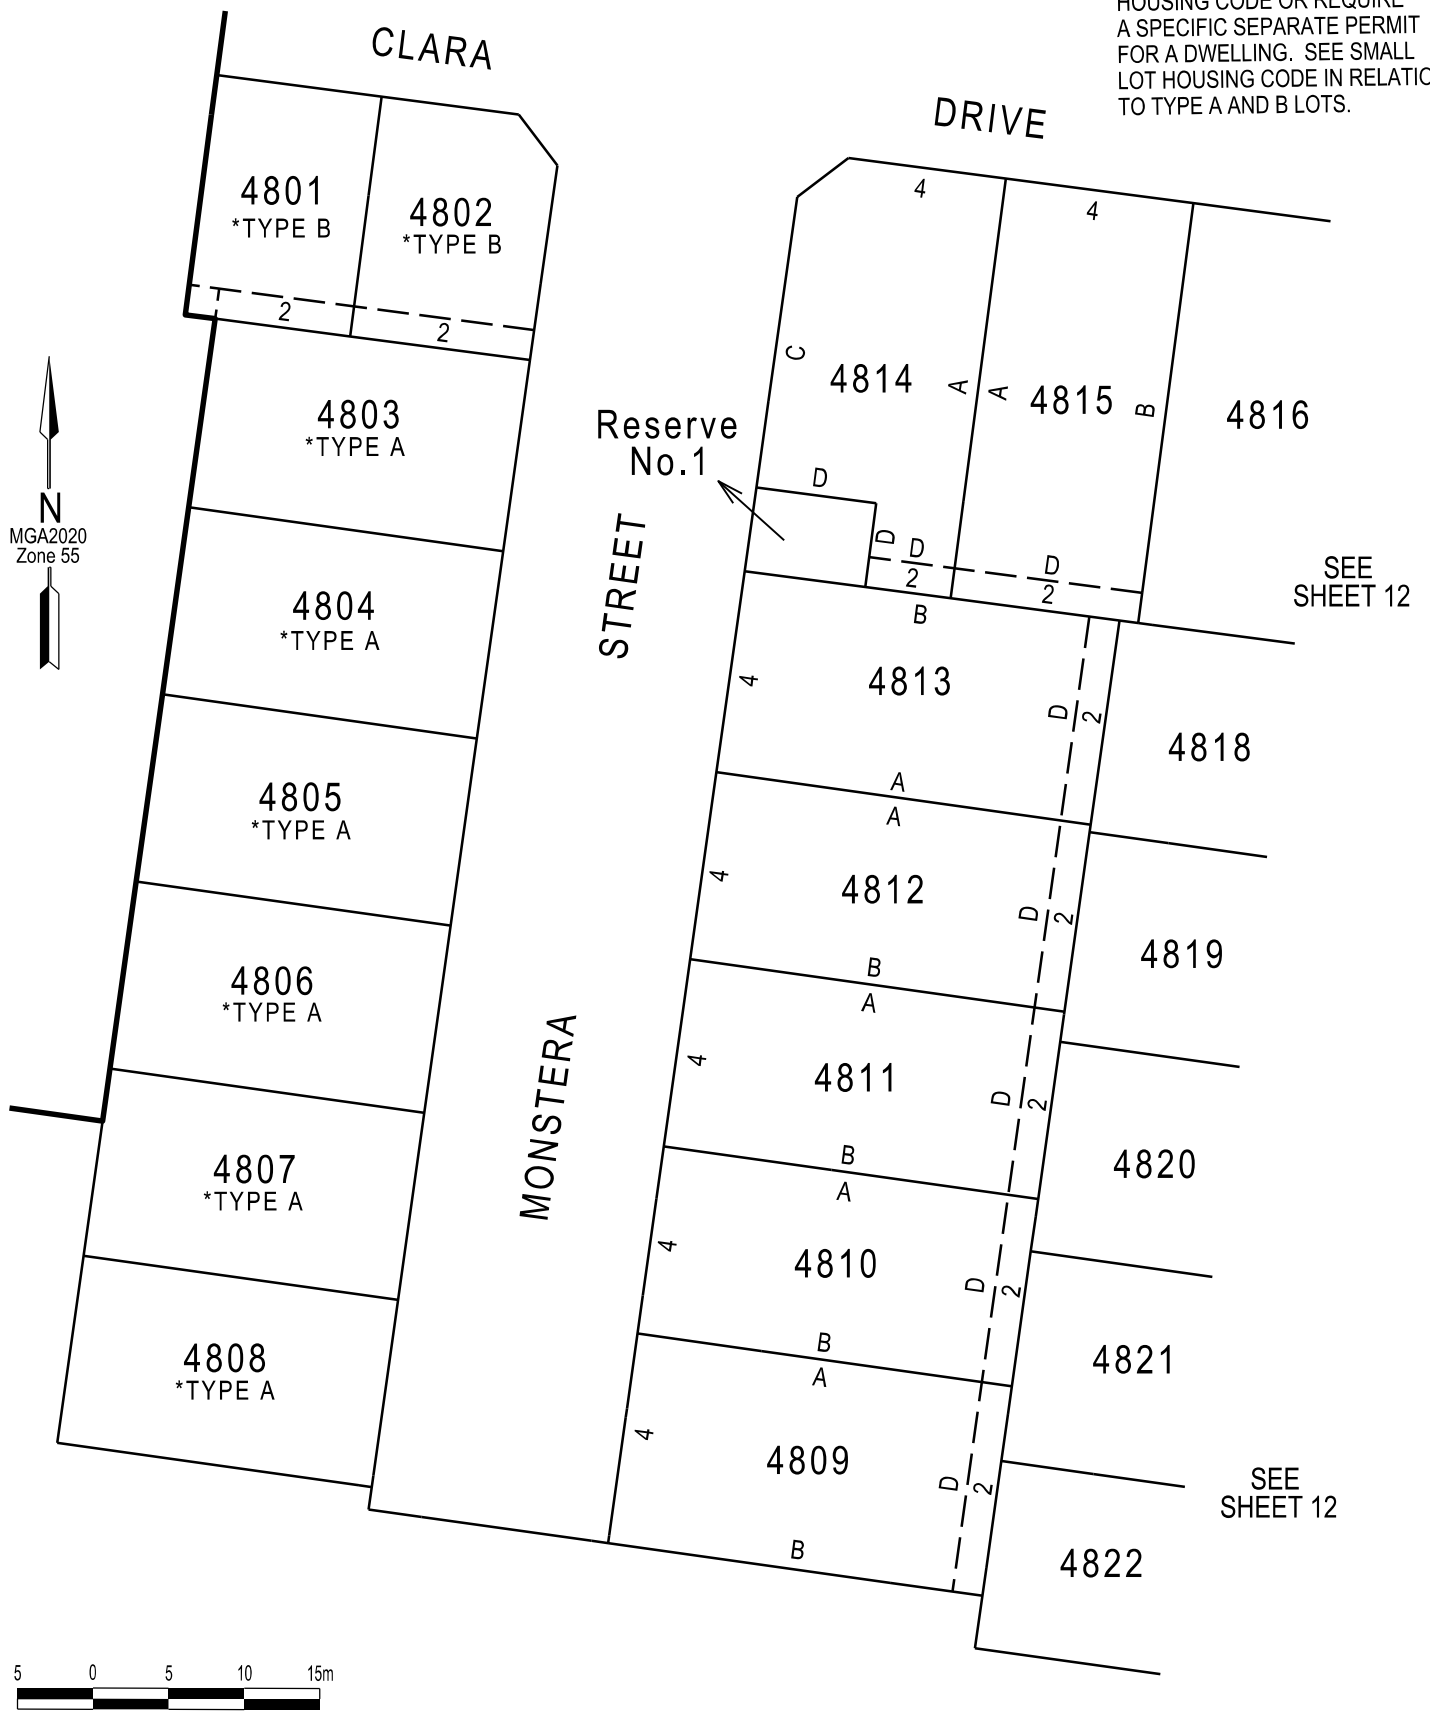 HOUSING CODE OR REQUIRE
A SPECIFIC SEPARATE PERMIT
FOR A DWELLING. SEE SMALL
LOT HOUSING CODE IN RELATIO
TO TYPE A AND B LOTS.
CLARA
DRIVE
4801
*TYPE B
4802
*TYPE B
2
2
4803
*TYPE A
4804
*TYPE A
4805
*TYPE A
4806
*TYPE A
4807
*TYPE A
4808
*TYPE A
N
MGA2020
Zone 55
MONSTERA
STREET
Reserve
No.1
4
4
C
4814
A
A
4815
B
4816
D
D
D
2
D
2
SEE
SHEET 12
B
4
4813
D
2
4818
A
A
4
4812
D
2
4819
B
A
4
4811
D
2
4820
B
A
4
4810
D
2
4821
B
A
4
4809
D
2
SEE
SHEET 12
B
4822
5 0 5 10 15m